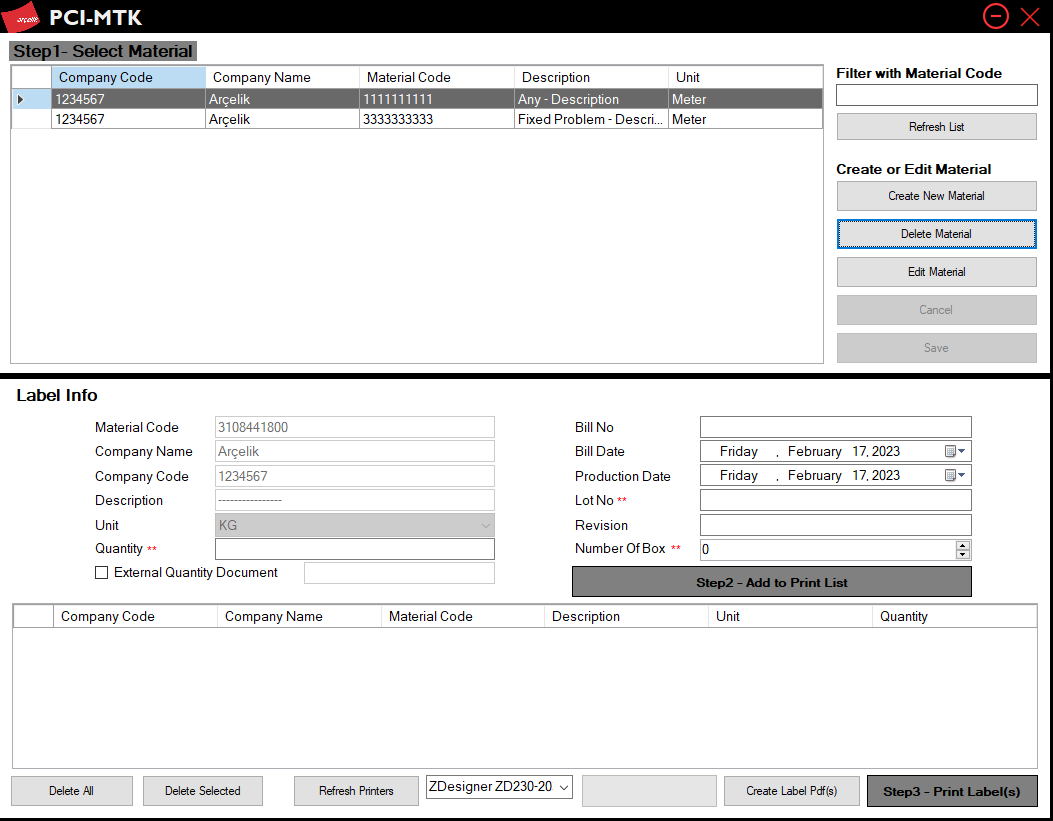 arçelik PCI-MTK
Step1- Select Material
Company Code Company Name Material Code Description Unit
1234567 Arçelik 1111111111 Any - Description Meter
1234567 Arçelik 3333333333 Fixed Problem - Descri... Meter
Filter with Material Code
Refresh List
Create or Edit Material
Create New Material
Delete Material
Edit Material
Cancel
Save
Label Info
Material Code 3108441800
Company Name Arçelik
Company Code 1234567
Description ----------------
Unit KG
Quantity **
External Quantity Document
Bill No
Bill Date Friday , February 17, 2023
Production Date Friday , February 17, 2023
Lot No **
Revision
Number Of Box ** 0
Step2 - Add to Print List
Company Code Company Name Material Code Description Unit Quantity
Delete All Delete Selected Refresh Printers ZDesigner ZD230-20 Create Label Pdf(s) Step3 - Print Label(s)